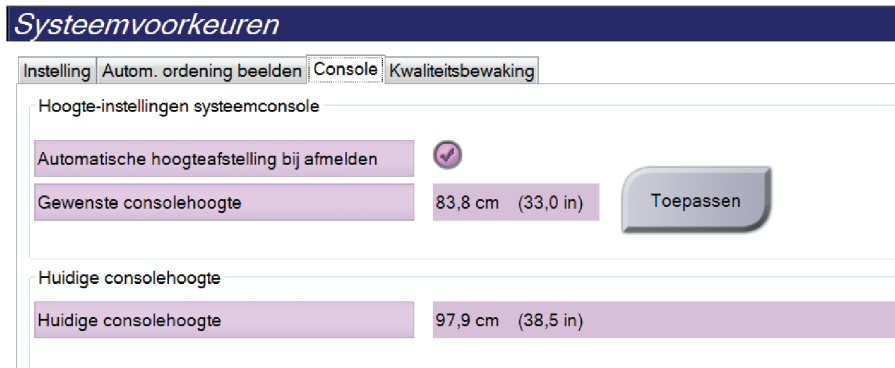 Systeemvoorkeuren
Instelling Autom. ordening beelden Console Kwaliteitsbewaking
Hoogte-instellingen systeemconsole
Automatische hoogteafstelling bij afmelden
Gewenste consolehoogte 83,8 cm (33,0 in) Toepassen
Huidige consolehoogte
Huidige consolehoogte 97,9 cm (38,5 in)